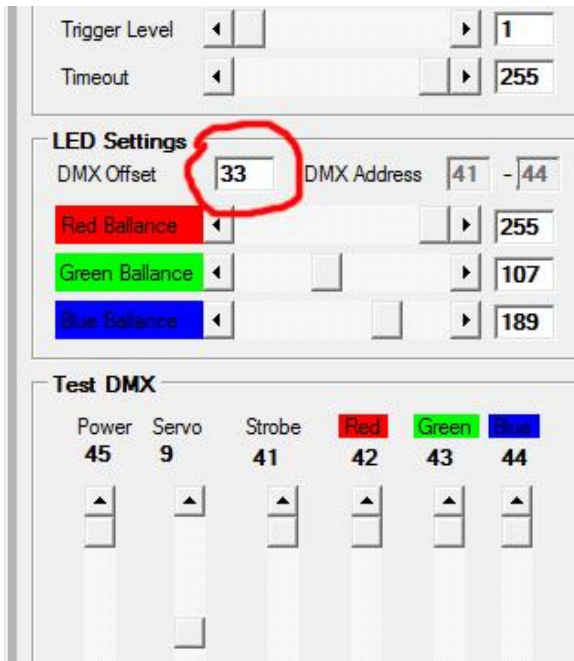 Trigger Level 1
Timeout 255
LED Settings
DMX Offset 33 DMX Address 41 - 44
Red Ballance 255
Green Ballance 107
Blue Ballance 189
Test DMX
Power Servo Strobe Red Green Blue
45 9 41 42 43 44